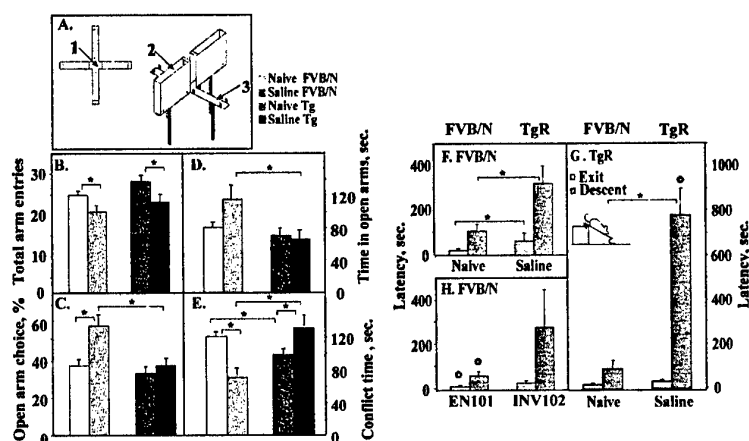 A.
1
2
3
Naive FVB/N
Saline FVB/N
Naive Tg
Saline Tg
B.
Total arm entries
30
20
10
0
*
*
D.
Time in open arms, sec.
120
80
40
0
*
C.
Open arm choice, %
60
40
20
0
*
*
E.
Conflict time , sec.
120
80
40
0
*
*
*
*
FVB/N TgR FVB/N TgR
F. FVB/N
Latency, sec.
400
200
0
*
*
Naive Saline
H. FVB/N
400
200
0
EN101 INV102
G . TgR
Exit
Descent
*
Latency, sec.
1000
800
600
400
200
0
Naive Saline